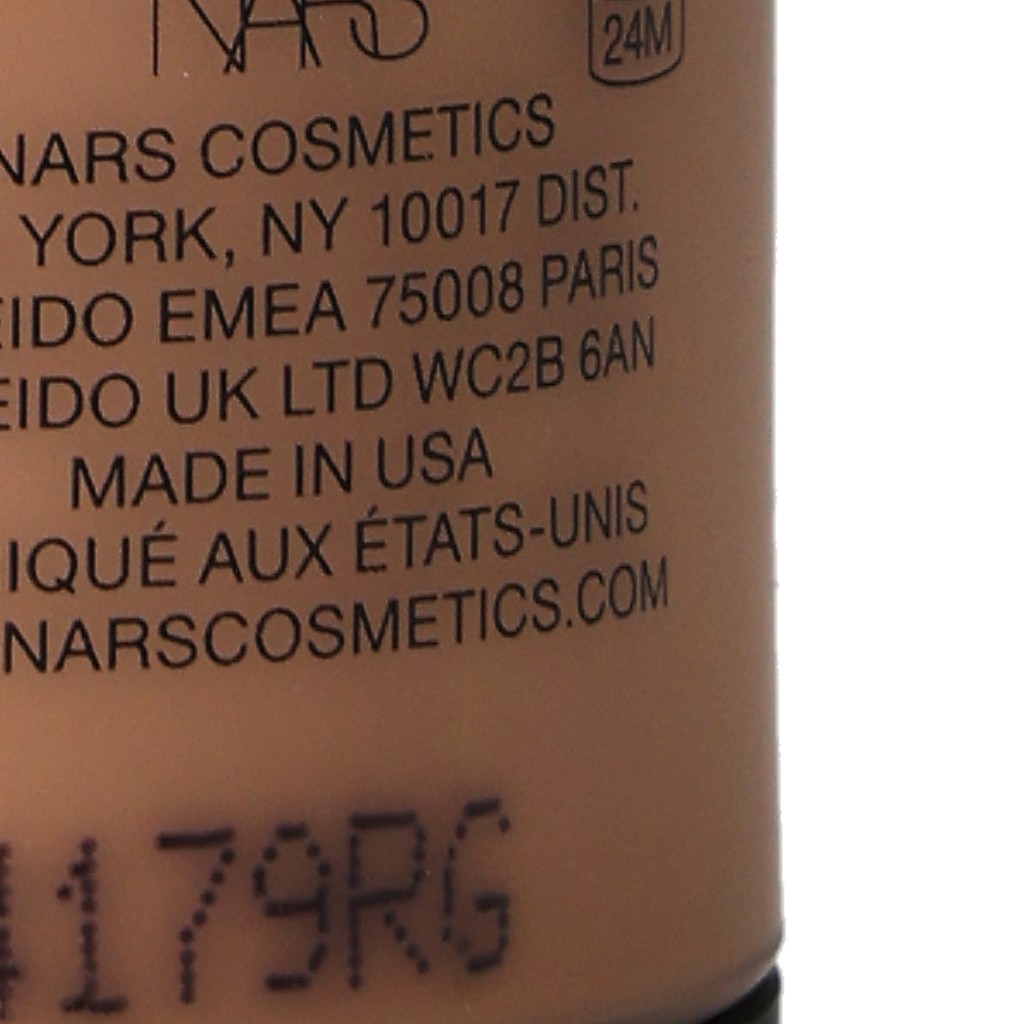 NARS
24M
NARS COSMETICS
YORK, NY 10017 DIST.
EIDO EMEA 75008 PARIS
EIDO UK LTD WC2B 6AN
MADE IN USA
IQUÉ AUX ÉTATS-UNIS
NARSCOSMETICS.COM
179RG